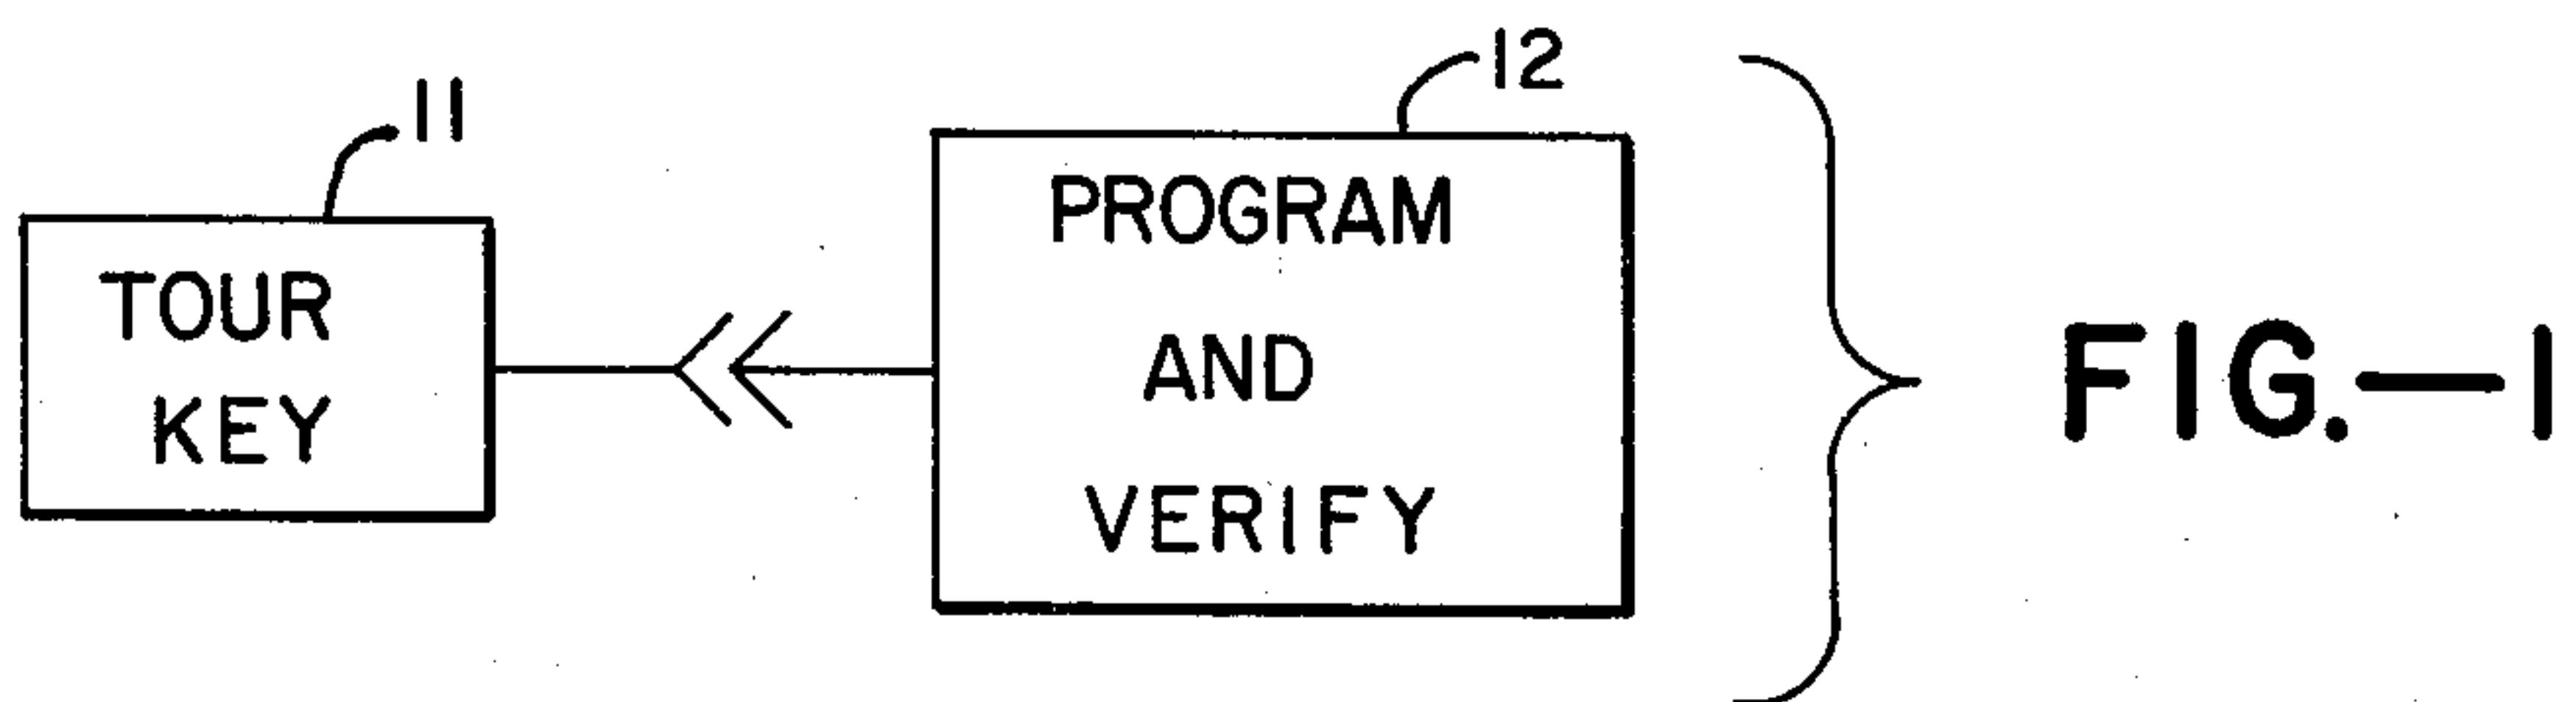 11
12
TOUR
KEY
PROGRAM
AND
VERIFY
FIG.—1